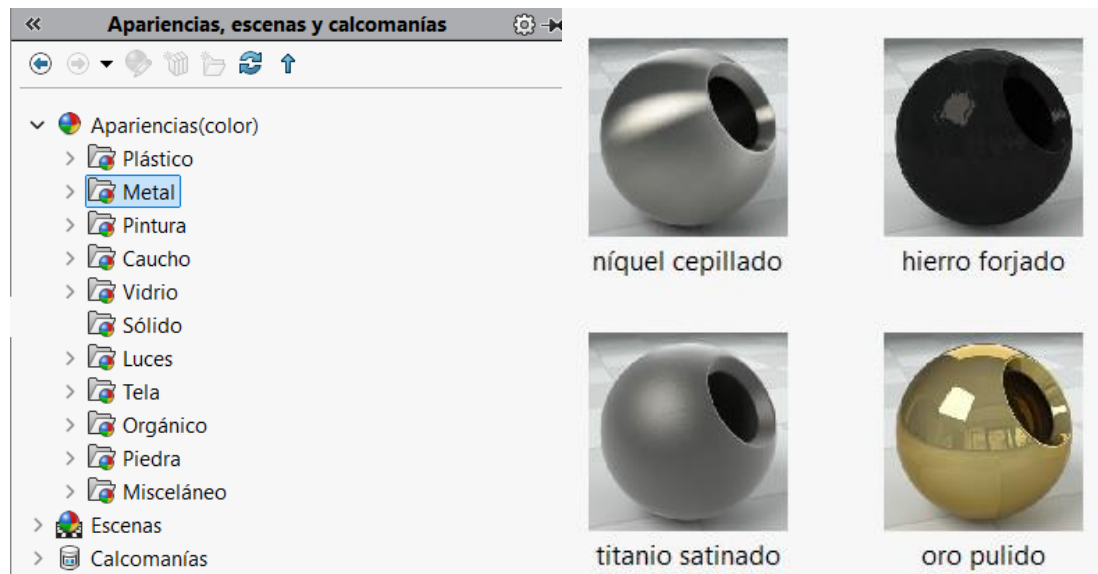 Apariencias, escenas y calcomanías
Apariencias(color)
Plástico
Metal
Pintura
Caucho
Vidrio
Sólido
Luces
Tela
Orgánico
Piedra
Misceláneo
Escenas
Calcomanías
níquel cepillado
hierro forjado
titanio satinado
oro pulido